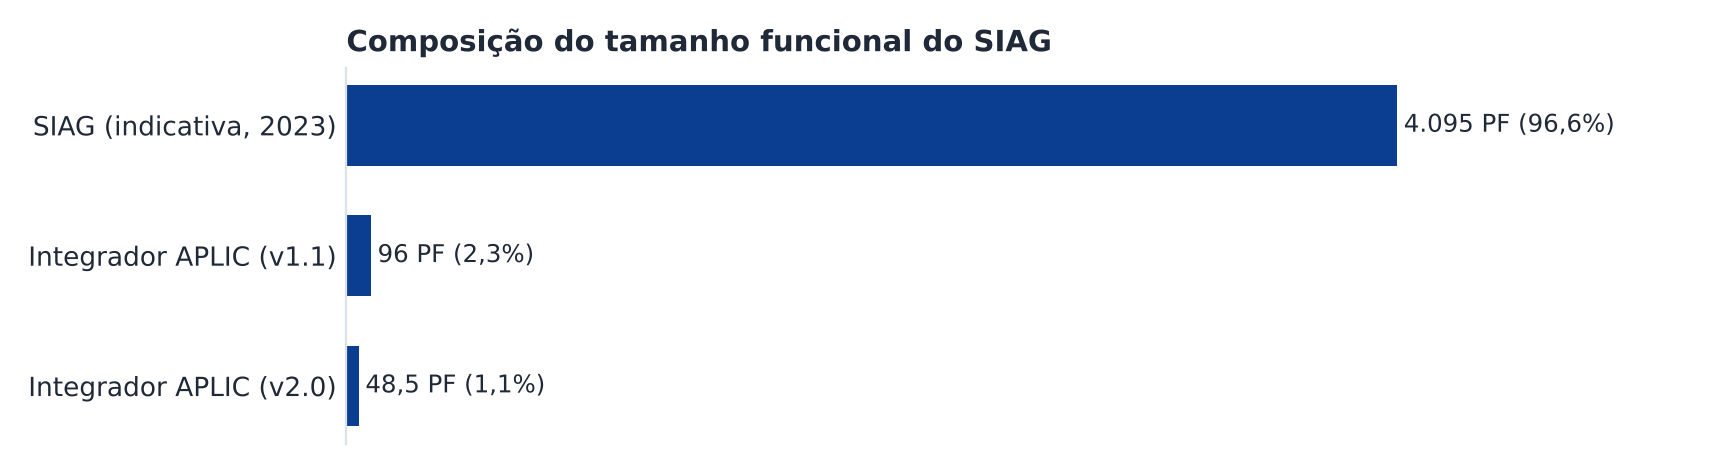 Composição do tamanho funcional do SIAG
SIAG (indicativa, 2023) 4.095 PF (96,6%)
Integrador APLIC (v1.1) 96 PF (2,3%)
Integrador APLIC (v2.0) 48,5 PF (1,1%)